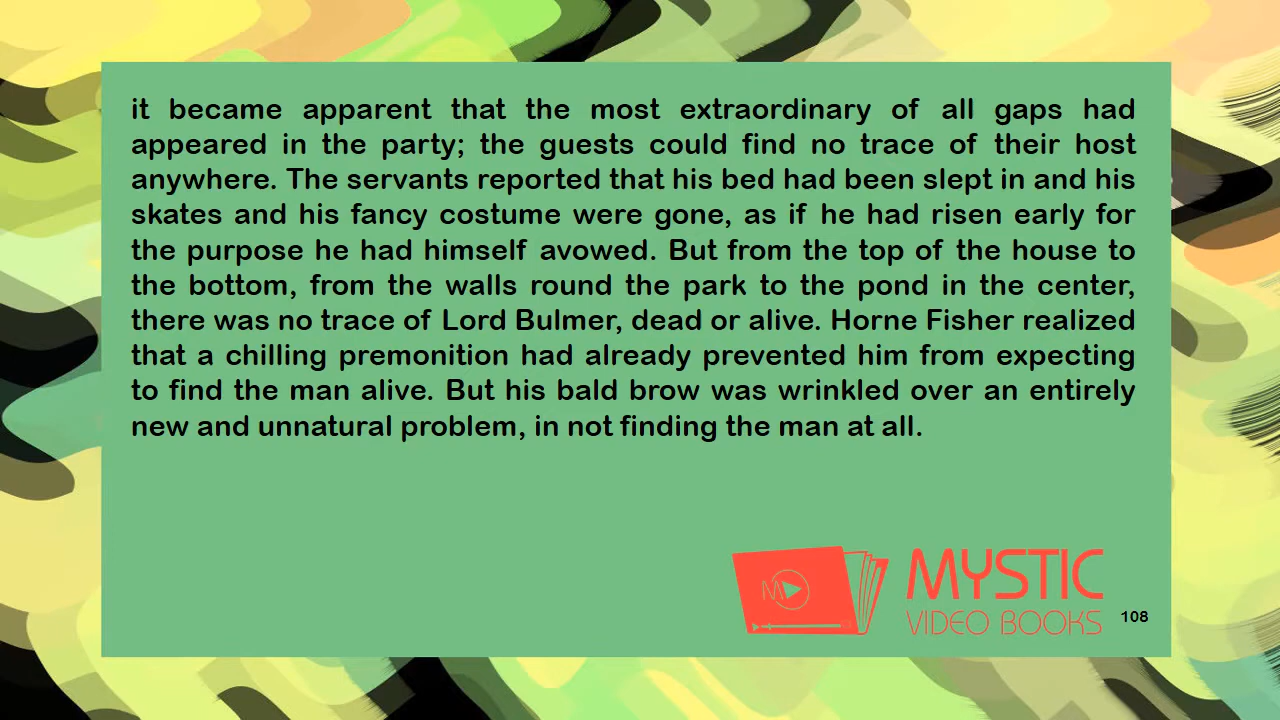 it became apparent that the most extraordinary of all gaps had
appeared in the party; the guests could find no trace of their host
anywhere. The servants reported that his bed had been slept in and his
skates and his fancy costume were gone, as if he had risen early for
the purpose he had himself avowed. But from the top of the house to
the bottom, from the walls round the park to the pond in the center,
there was no trace of Lord Bulmer, dead or alive. Horne Fisher realized
that a chilling premonition had already prevented him from expecting
to find the man alive. But his bald brow was wrinkled over an entirely
new and unnatural problem, in not finding the man at all.
M
MYSTIC
VIDEO BOOKS
108